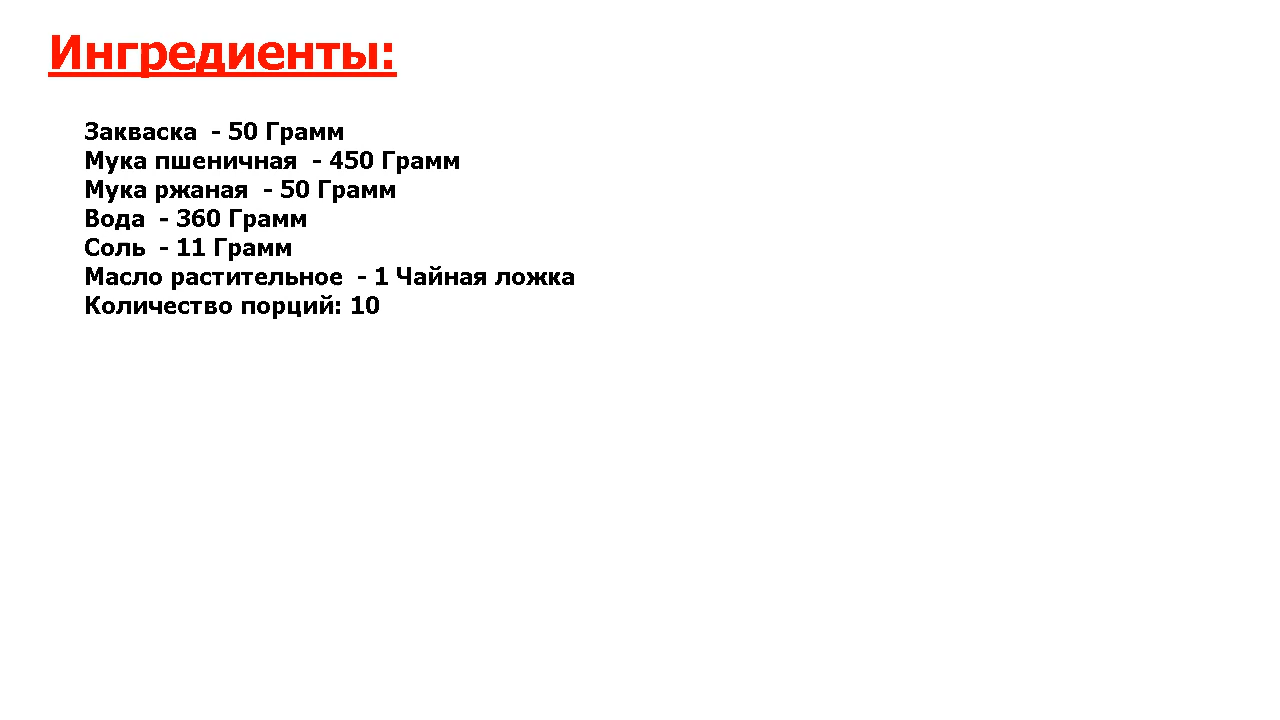 Ингредиенты:
Закваска - 50 Грамм
Мука пшеничная - 450 Грамм
Мука ржаная - 50 Грамм
Вода - 360 Грамм
Соль - 11 Грамм
Масло растительное - 1 Чайная ложка
Количество порций: 10